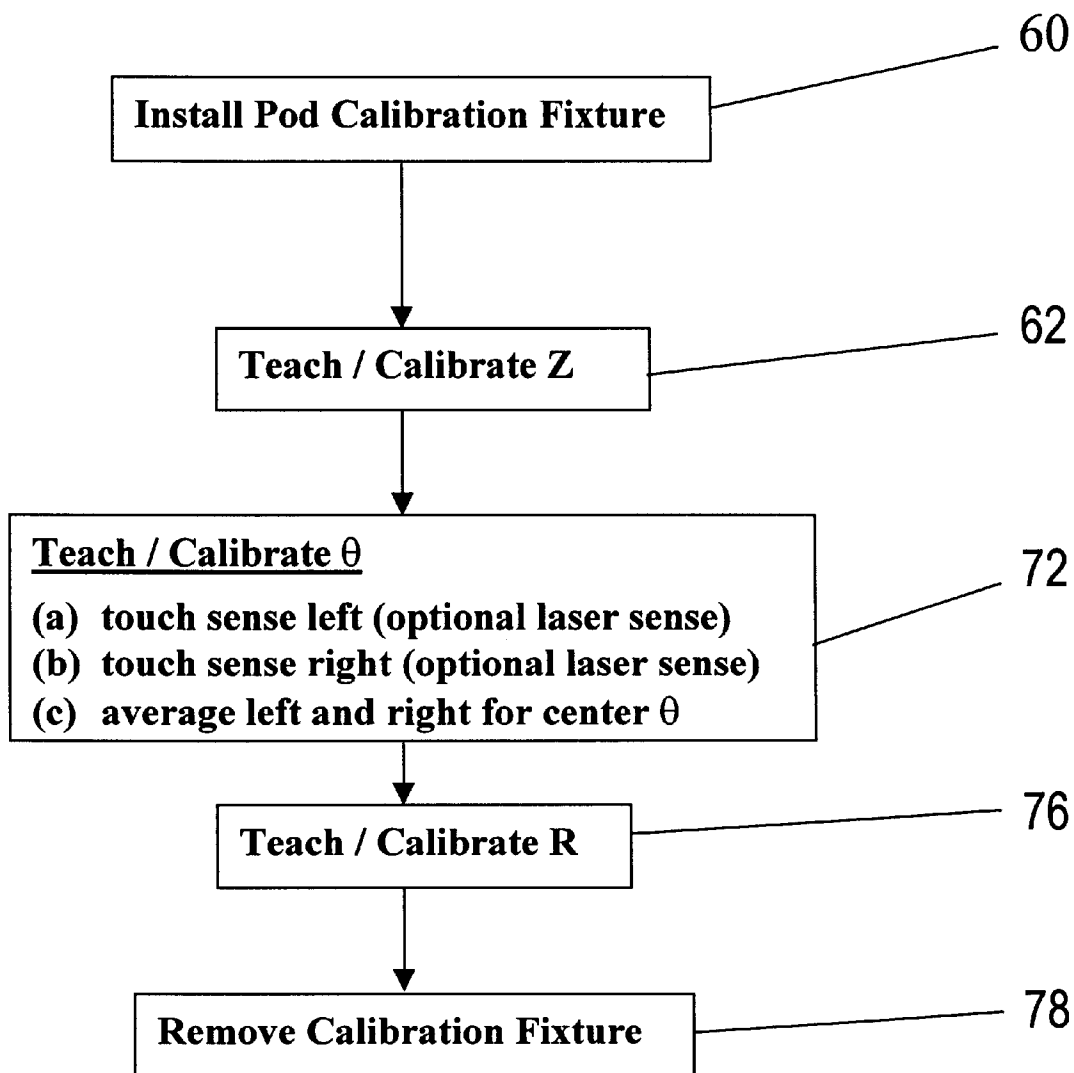 60
Install Pod Calibration Fixture
62
Teach / Calibrate Z
72
Teach / Calibrate θ
(a) touch sense left (optional laser sense)
(b) touch sense right (optional laser sense)
(c) average left and right for center θ
76
Teach / Calibrate R
78
Remove Calibration Fixture